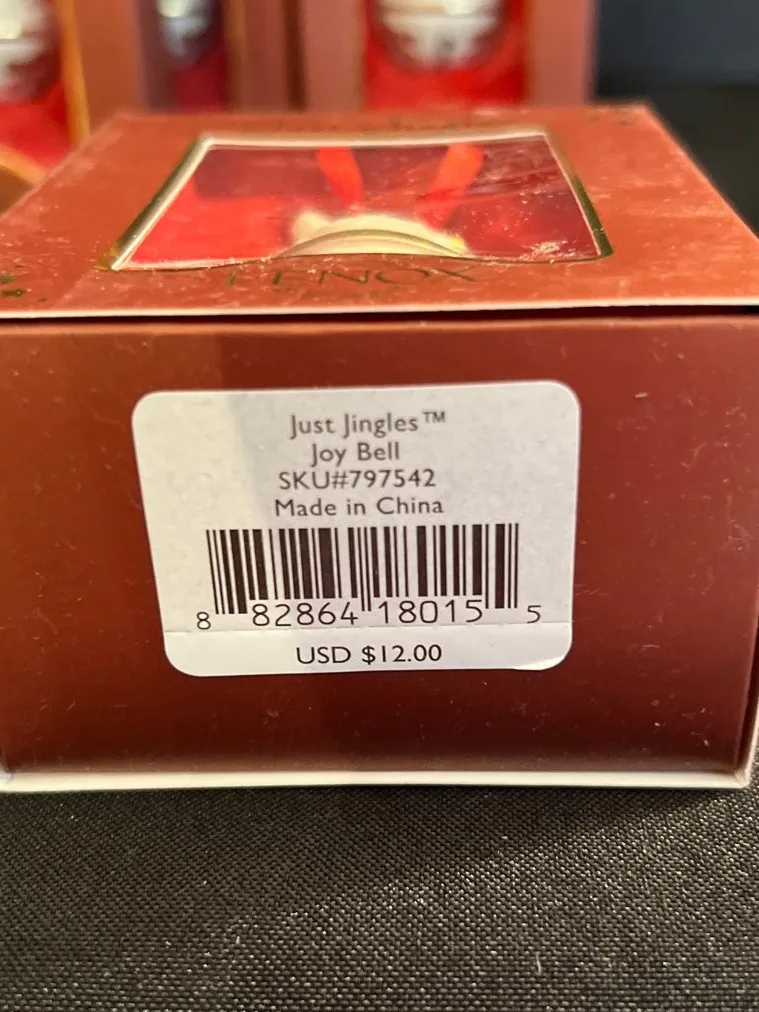 LENOX
Just Jingles™
Joy Bell
SKU#797542
Made in China
8 82864 18015 5
USD $12.00